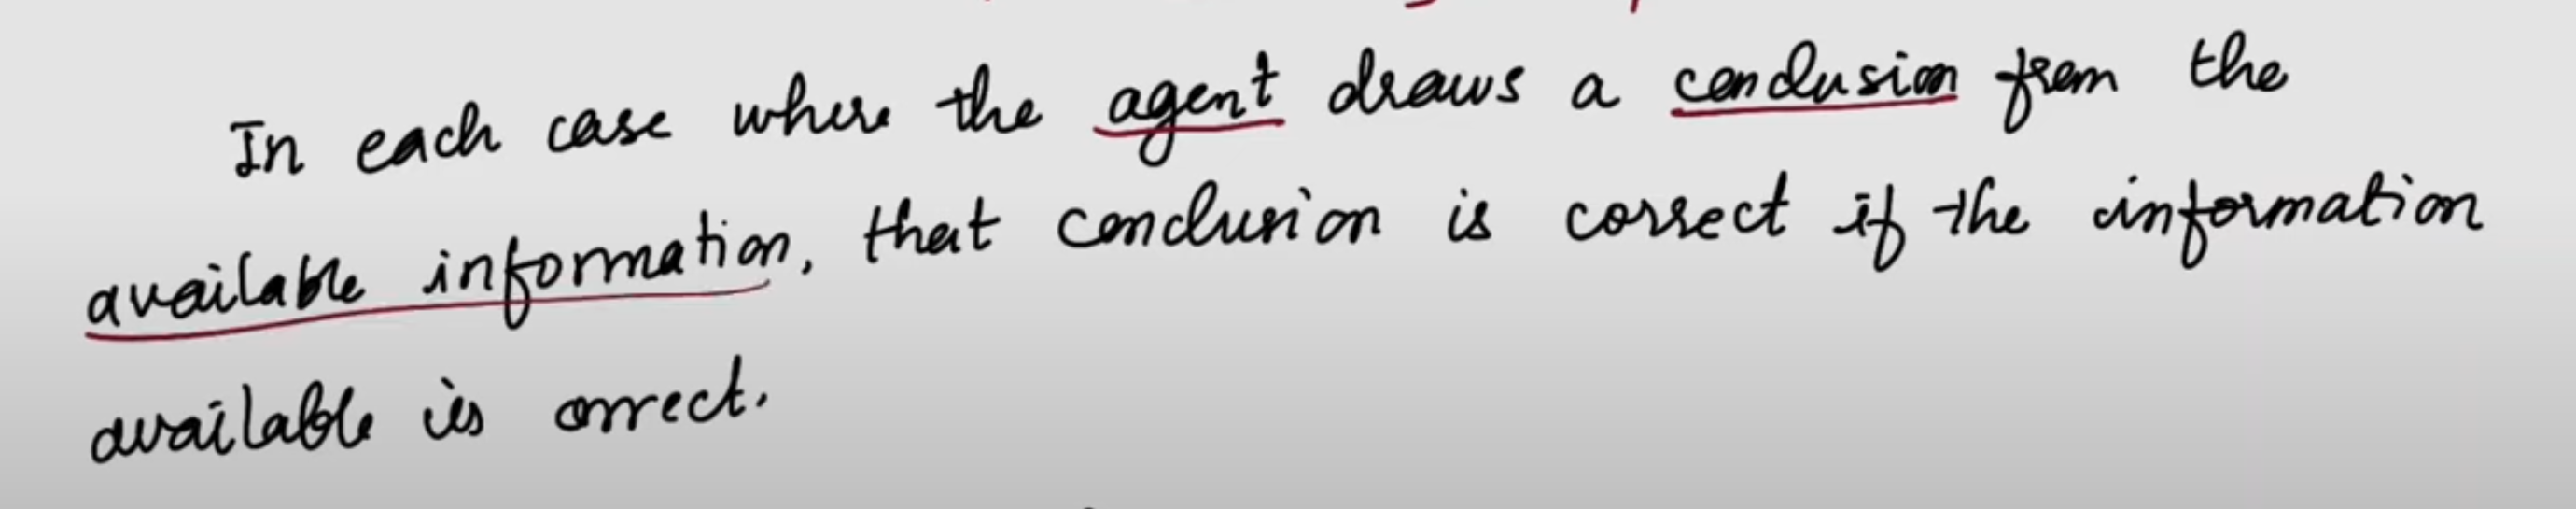 In each case where the agent draws a conclusion from the
available information, that conclusion is correct if the information
available is correct.